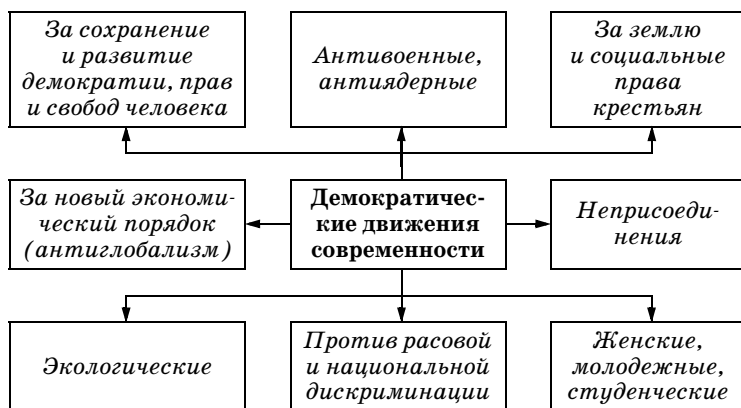 За сохранение
и развитие
демократии, прав
и свобод человека
Антивоенные,
антиядерные
За землю
и социальные
права
крестьян
За новый экономи-
ческий порядок
(антиглобализм)
Демократичес-
кие движения
современности
Неприсоеди-
нения
Экологические
Против расовой
и национальной
дискриминации
Женские,
молодежные,
студенческие